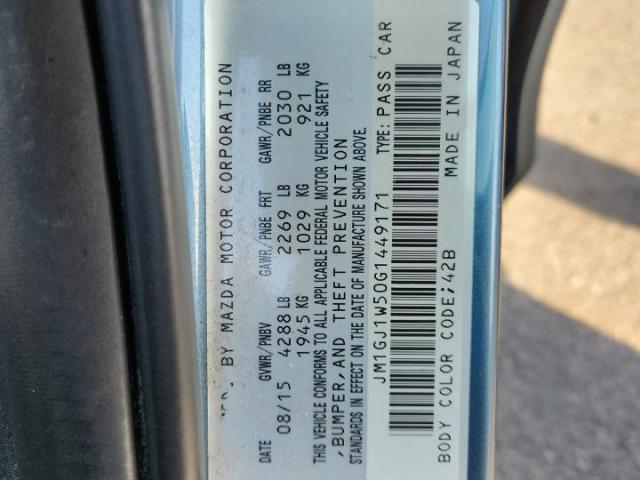 MFD. BY MAZDA MOTOR CORPORATION
DATE GVWR/PNBV GAWR/PNBE FRT GAWR/PNBE RR
08/15 4288 LB 2269 LB 2030 LB
1945 KG 1029 KG 921 KG
THIS VEHICLE CONFORMS TO ALL APPLICABLE FEDERAL MOTOR VEHICLE SAFETY
,BUMPER,AND THEFT PREVENTION
STANDARDS IN EFFECT ON THE DATE OF MANUFACTURE SHOWN ABOVE.
JM1GJ1W50G1449171 TYPE: PASS CAR
BODY COLOR CODE;42B MADE IN JAPAN